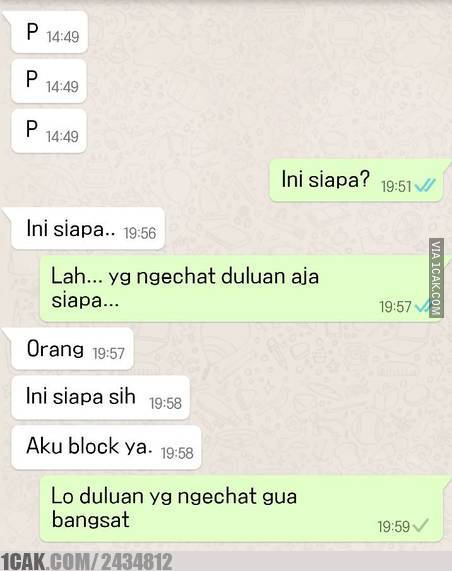 P 14:49
P 14:49
P 14:49
Ini siapa? 19:51
Ini siapa.. 19:56
Lah... yg ngechat duluan aja
siapa... 19:57
VIA 1CAK.COM
Orang 19:57
Ini siapa sih 19:58
Aku block ya. 19:58
Lo duluan yg ngechat gua
bangsat 19:59
1CAK.COM/2434812